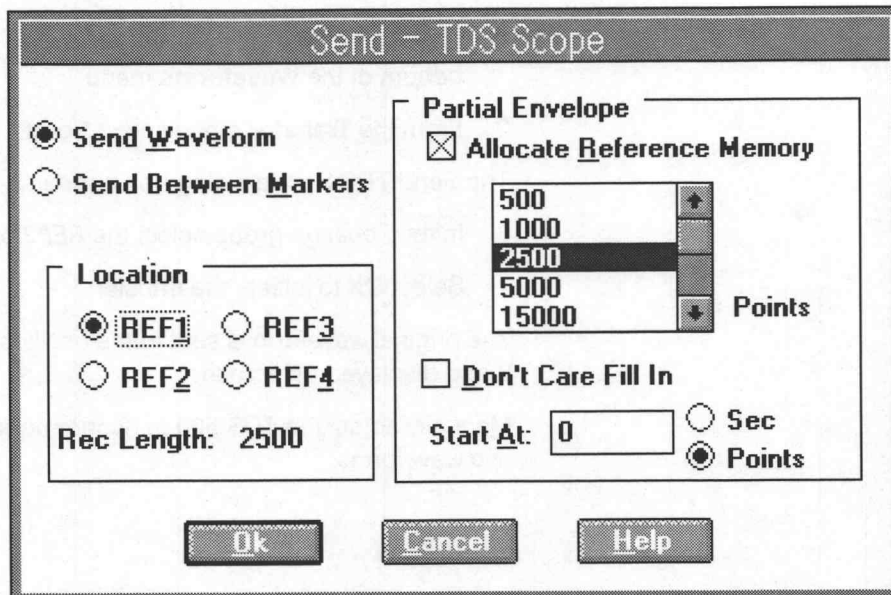 Send – TDS Scope
Send Waveform
Send Between Markers
Location
REF1
REF3
REF2
REF4
Rec Length: 2500
Partial Envelope
Allocate Reference Memory
500
1000
2500
5000
15000
Points
Don't Care Fill In
Start At: 0
Sec
Points
Ok
Cancel
Help